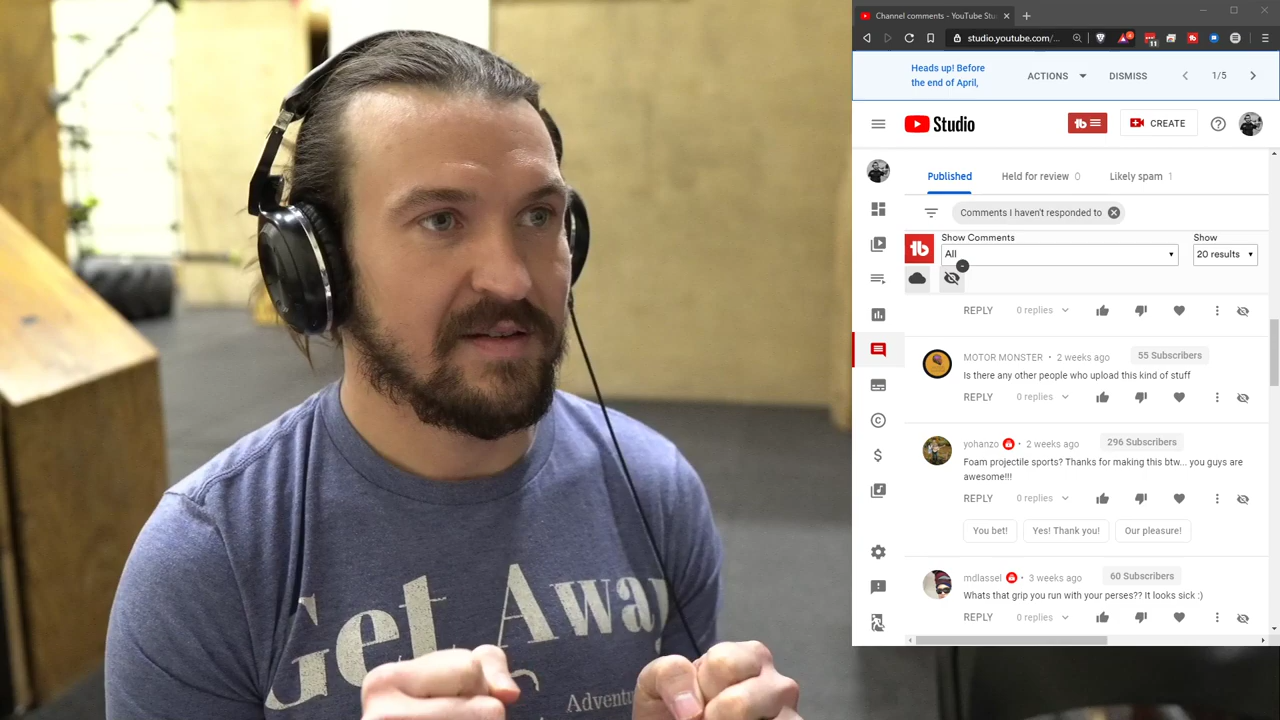 Channel comments - YouTube Stu
studio.youtube.com/...
4
11
Heads up! Before
the end of April,
ACTIONS
DISMISS
1/5
Studio
tb
CREATE
Published
Held for review 0
Likely spam 1
Comments I haven't responded to
tb
Show Comments
Show
All
20 results
REPLY
0 replies
MOTOR MONSTER • 2 weeks ago
55 Subscribers
Is there any other people who upload this kind of stuff
REPLY
0 replies
yohanzo • 2 weeks ago
296 Subscribers
Foam projectile sports? Thanks for making this btw... you guys are
awesome!!!
REPLY
0 replies
You bet!
Yes! Thank you!
Our pleasure!
mdlassel • 3 weeks ago
60 Subscribers
Whats that grip you run with your perses?? It looks sick :)
REPLY
0 replies
Get Away